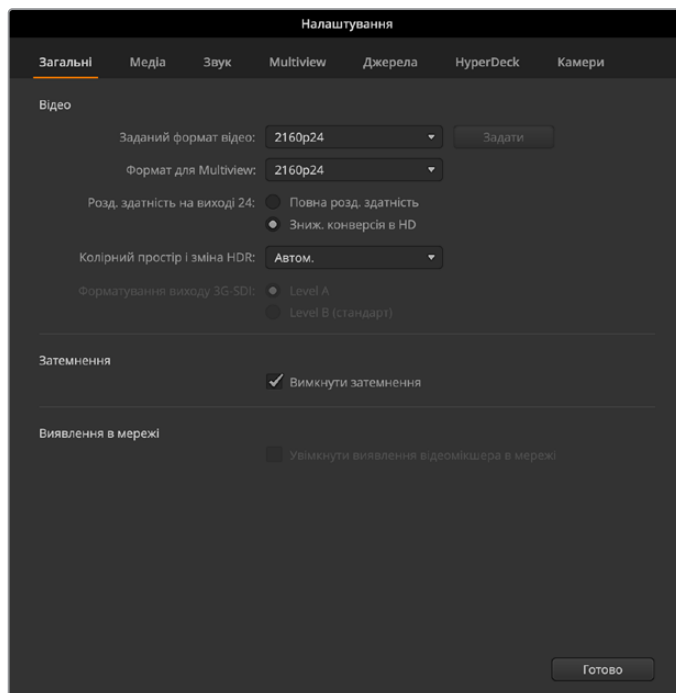 Налаштування
Загальні Медіа Звук Multiview Джерела HyperDeck Камери
Відео
Заданий формат відео: 2160p24 Задати
Формат для Multiview: 2160p24
Розд. здатність на виході 24: Повна розд. здатність
Зниж. конверсія в HD
Колірний простір і зміна HDR: Автом.
Форматування виходу 3G-SDI: Level A
Level B (стандарт)
Затемнення
Вимкнути затемнення
Виявлення в мережі
Увімкнути виявлення відеомікшера в мережі
Готово